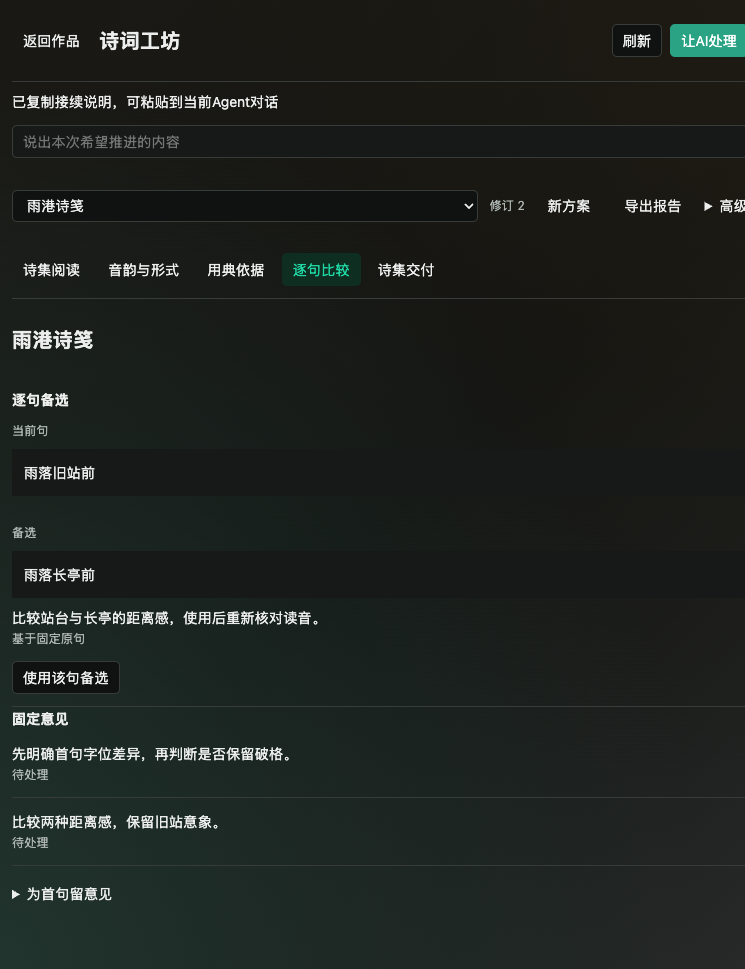 返回作品 诗词工坊 刷新 让AI处理
已复制接续说明，可粘贴到当前Agent对话
说出本次希望推进的内容
雨港诗笺 修订 2 新方案 导出报告 ▶ 高级
诗集阅读 音韵与形式 用典依据 逐句比较 诗集交付
雨港诗笺
逐句备选
当前句
雨落旧站前
备选
雨落长亭前
比较站台与长亭的距离感，使用后重新核对读音。
基于固定原句
使用该句备选
固定意见
先明确首句字位差异，再判断是否保留破格。
待处理
比较两种距离感，保留旧站意象。
待处理
▶ 为首句留意见